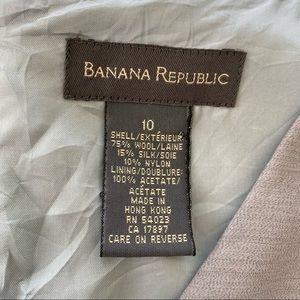 BANANA REPUBLIC
10
SHELL/EXTÉRIEUR
75% WOOL/LAINE
15% SILK/SOIE
10% NYLON
LINING/DOUBLURE:
100% ACETATE/
ACÉTATE
MADE IN
HONG KONG
RN 54023
CA 17897
CARE ON REVERSE